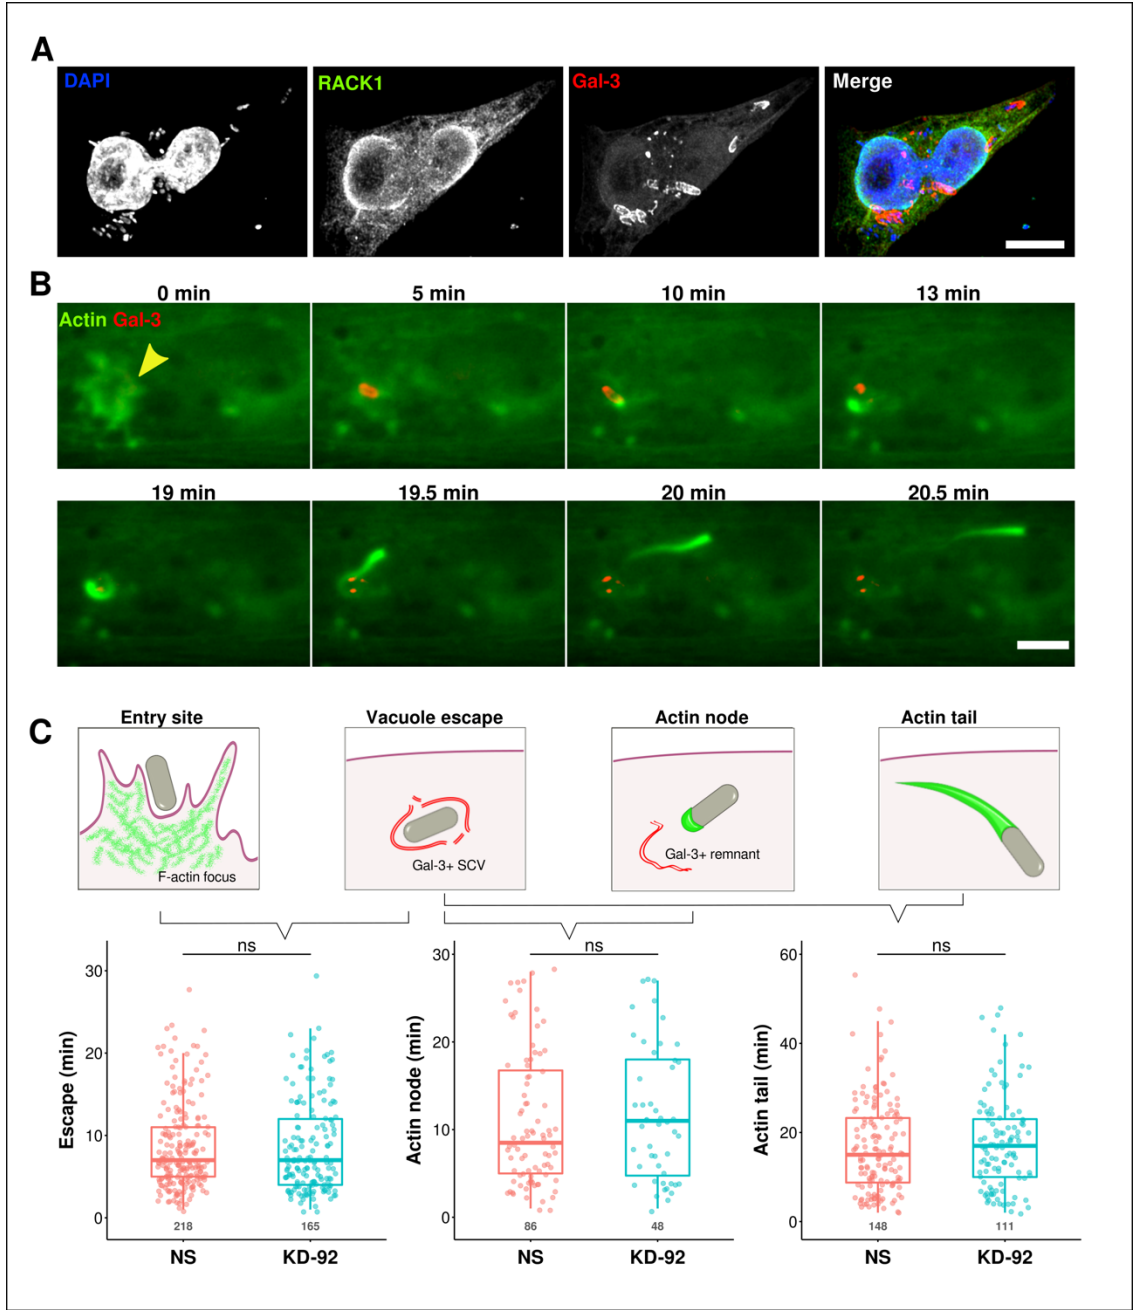 A
DAPI
RACK1
Gal-3
Merge
B
0 min
5 min
10 min
13 min
Actin Gal-3
19 min
19.5 min
20 min
20.5 min
C
Entry site
Vacuole escape
Actin node
Actin tail
F-actin focus
Gal-3+ SCV
Gal-3+ remnant
ns
ns
ns
Escape (min)
30
20
10
0
218
165
NS
KD-92
Actin node (min)
30
20
10
0
86
48
NS
KD-92
Actin tail (min)
60
40
20
0
148
111
NS
KD-92